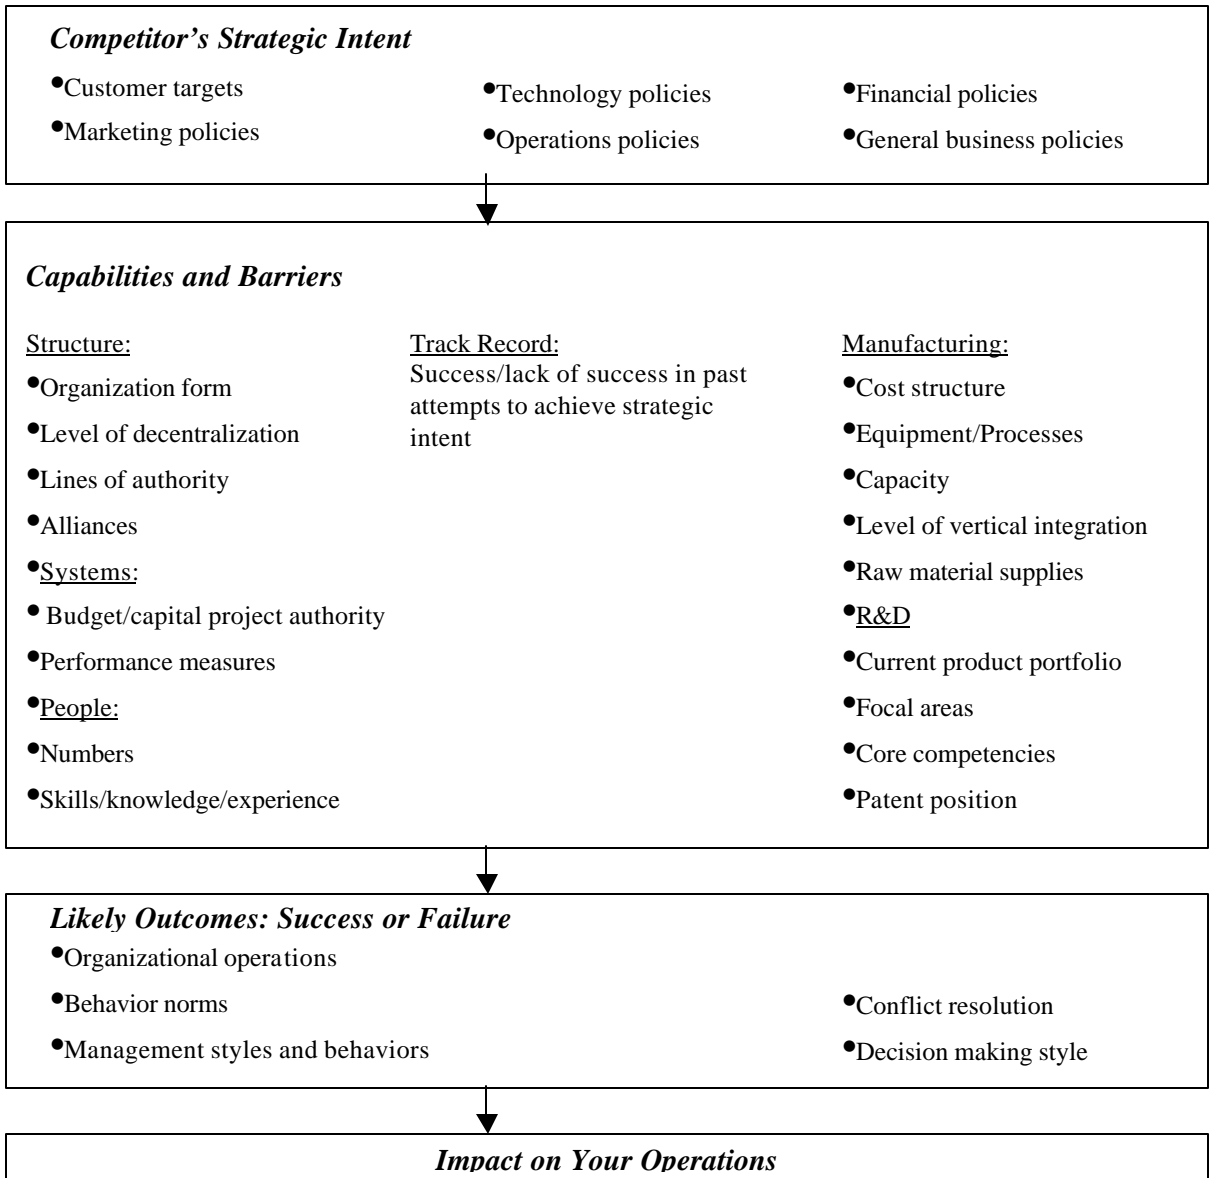 Competitor’s Strategic Intent
•Customer targets
•Marketing policies
•Technology policies
•Operations policies
•Financial policies
•General business policies
Capabilities and Barriers
Structure:
•Organization form
•Level of decentralization
•Lines of authority
•Alliances
•Systems:
• Budget/capital project authority
•Performance measures
•People:
•Numbers
•Skills/knowledge/experience
Track Record:
Success/lack of success in past
attempts to achieve strategic
intent
Manufacturing:
•Cost structure
•Equipment/Processes
•Capacity
•Level of vertical integration
•Raw material supplies
•R&D
•Current product portfolio
•Focal areas
•Core competencies
•Patent position
Likely Outcomes: Success or Failure
•Organizational operations
•Behavior norms
•Management styles and behaviors
•Conflict resolution
•Decision making style
Impact on Your Operations